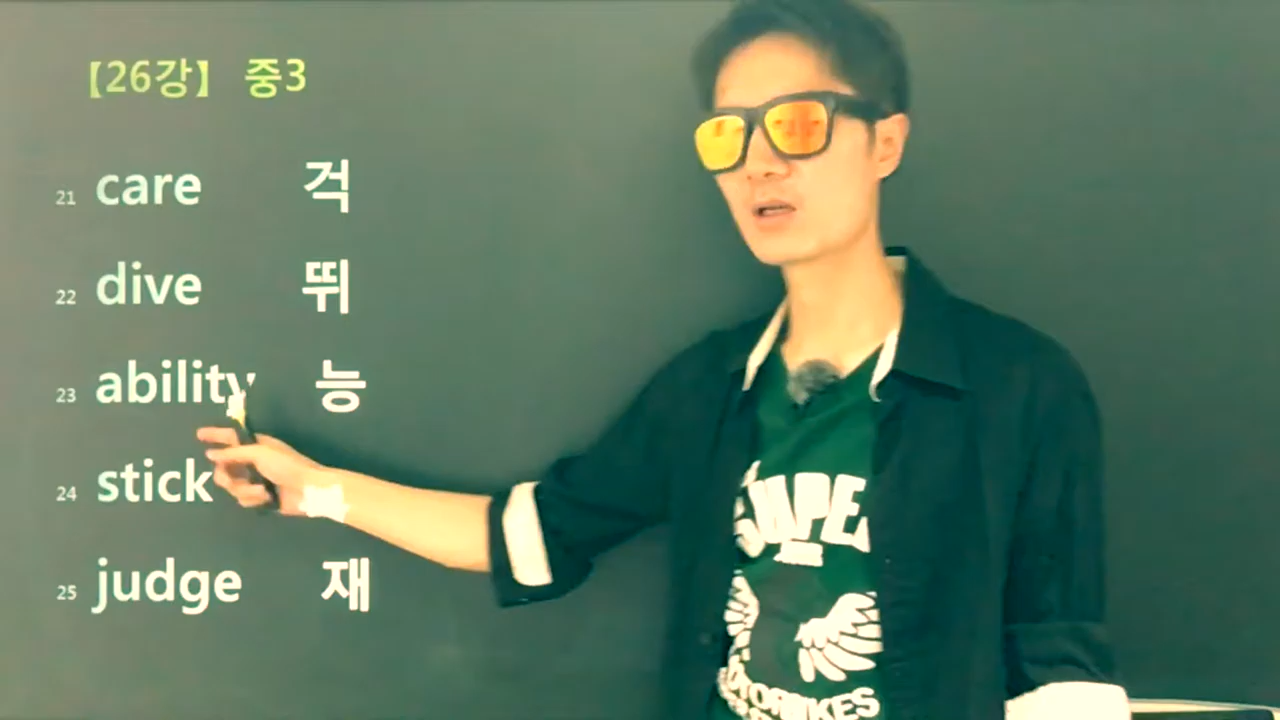 【26강】 중3
21 care 걱
22 dive 뛰
23 ability 능
24 stick
25 judge 재